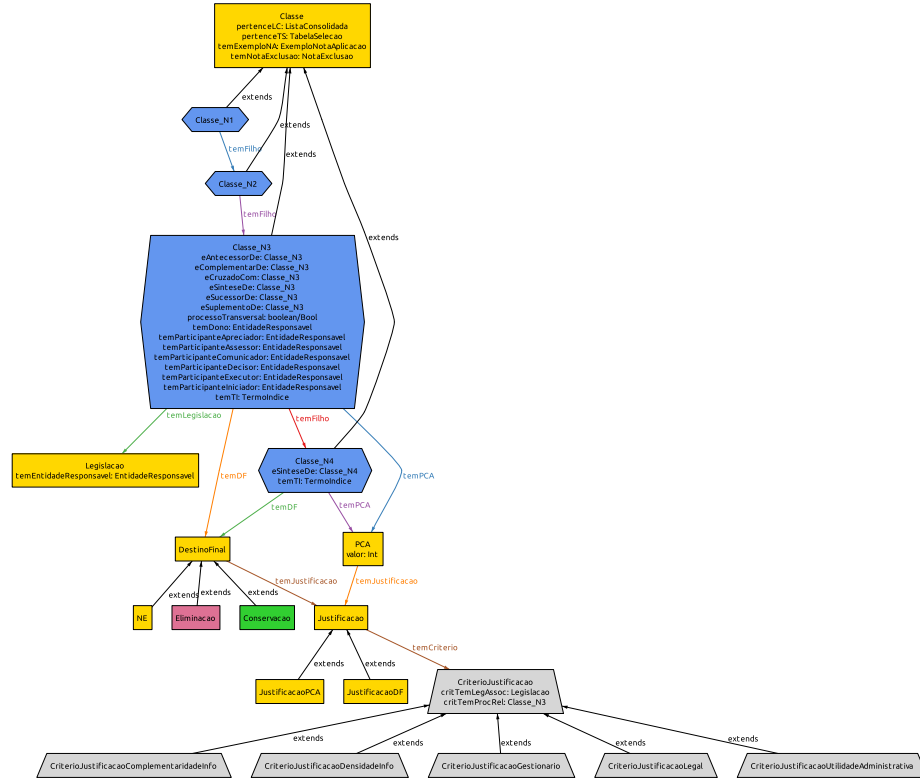 Classe
pertenceLC: ListaConsolidada
pertenceTS: TabelaSelecao
temExemploNA: ExemploNotaAplicacao
temNotaExclusao: NotaExclusao
extends
Classe_N1
extends
temFilho
extends
Classe_N2
temFilho
extends
Classe_N3
eAntecessorDe: Classe_N3
eComplementarDe: Classe_N3
eCruzadoCom: Classe_N3
eSinteseDe: Classe_N3
eSucessorDe: Classe_N3
eSuplementoDe: Classe_N3
processoTransversal: boolean/Bool
temDono: EntidadeResponsavel
temParticipanteApreciador: EntidadeResponsavel
temParticipanteAssessor: EntidadeResponsavel
temParticipanteComunicador: EntidadeResponsavel
temParticipanteDecisor: EntidadeResponsavel
temParticipanteExecutor: EntidadeResponsavel
temParticipanteIniciador: EntidadeResponsavel
temTI: TermoIndice
temLegislacao
temFilho
Legislacao
temEntidadeResponsavel: EntidadeResponsavel
temDF
Classe_N4
eSinteseDe: Classe_N4
temTI: TermoIndice
temPCA
temDF
temPCA
DestinoFinal
PCA
valor: Int
temJustificacao
temJustificacao
extends
extends
extends
NE
Eliminacao
Conservacao
Justificacao
temCriterio
extends
extends
JustificacaoPCA
JustificacaoDF
CriterioJustificacao
critTemLegAssoc: Legislacao
critTemProcRel: Classe_N3
extends
extends
extends
extends
extends
CriterioJustificacaoComplementaridadeInfo
CriterioJustificacaoDensidadeInfo
CriterioJustificacaoGestionario
CriterioJustificacaoLegal
CriterioJustificacaoUtilidadeAdministrativa